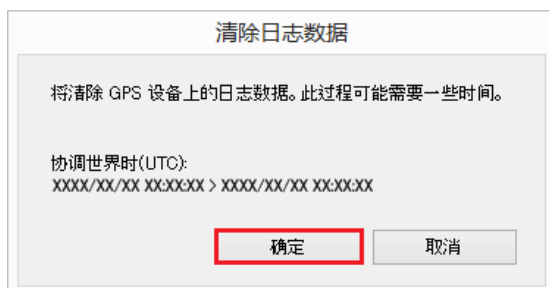 清除日志数据
将清除 GPS 设备上的日志数据。此过程可能需要一些时间。
协调世界时(UTC):
XXXX/XX/XX XX:XX:XX > XXXX/XX/XX XX:XX:XX
确定
取消